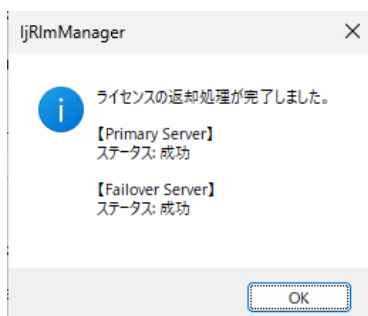 ljRlmManager
ライセンスの返却処理が完了しました。
【Primary Server】
ステータス: 成功
【Failover Server】
ステータス: 成功
OK